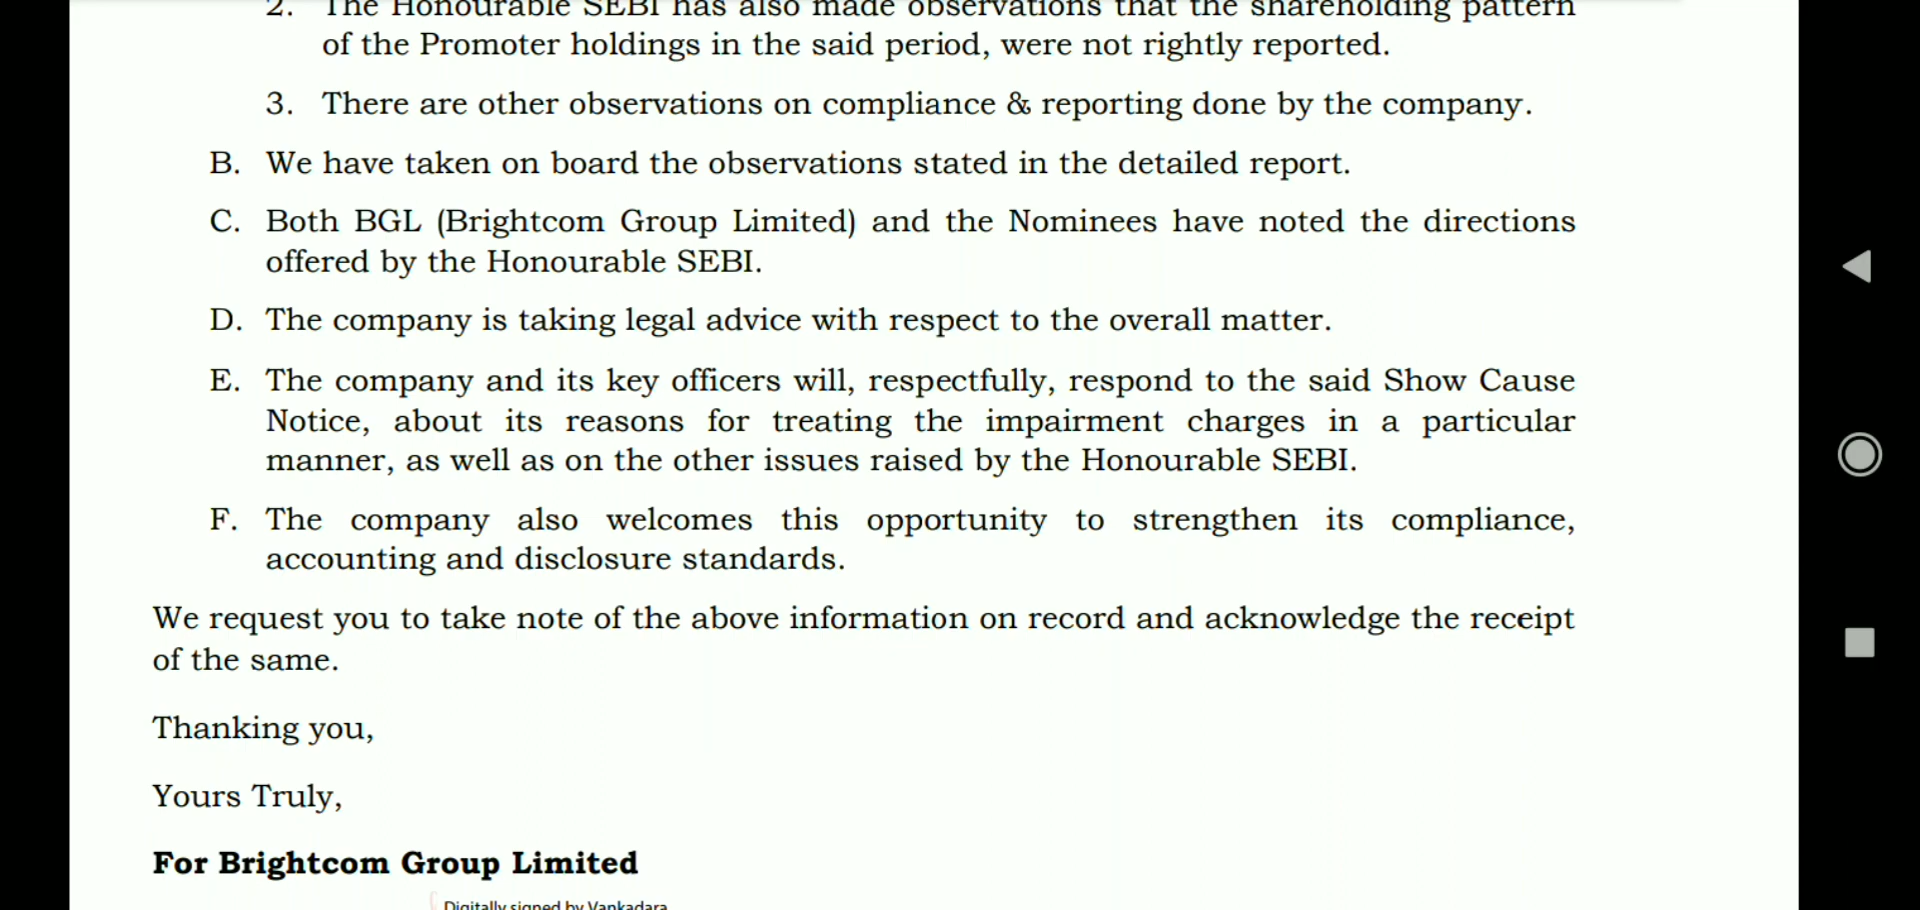 2. The Honourable SEBI has also made observations that the shareholding pattern
of the Promoter holdings in the said period, were not rightly reported.
3. There are other observations on compliance & reporting done by the company.
B. We have taken on board the observations stated in the detailed report.
C. Both BGL (Brightcom Group Limited) and the Nominees have noted the directions
offered by the Honourable SEBI.
D. The company is taking legal advice with respect to the overall matter.
E. The company and its key officers will, respectfully, respond to the said Show Cause
Notice, about its reasons for treating the impairment charges in a particular
manner, as well as on the other issues raised by the Honourable SEBI.
F. The company also welcomes this opportunity to strengthen its compliance,
accounting and disclosure standards.
We request you to take note of the above information on record and acknowledge the receipt
of the same.
Thanking you,
Yours Truly,
For Brightcom Group Limited
Digitally signed by Vankadara